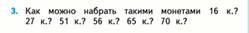 3. Как можно набрать такими монетами 16 к.?
27 к.? 51 к.? 56 к.? 65 к.? 70 к.?